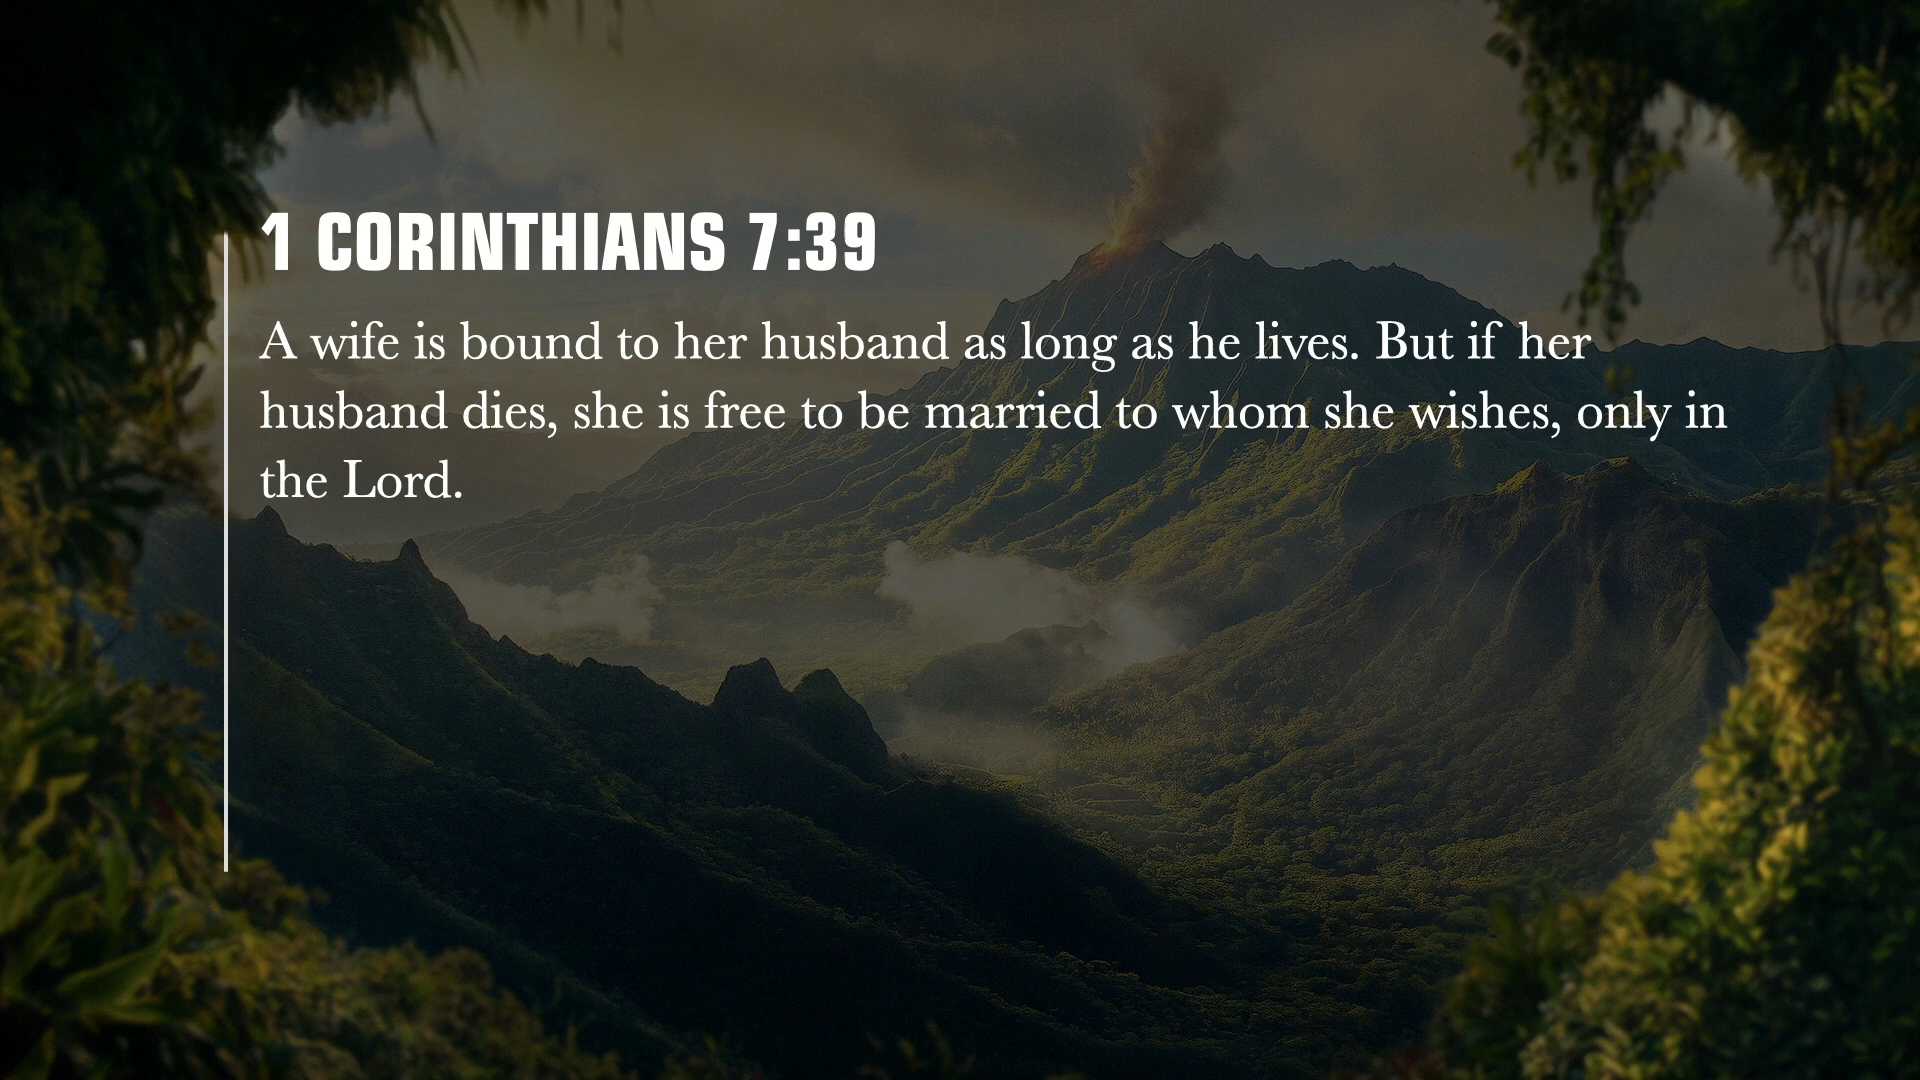 1 CORINTHIANS 7:39
A wife is bound to her husband as long as he lives. But if her
husband dies, she is free to be married to whom she wishes, only in
the Lord.